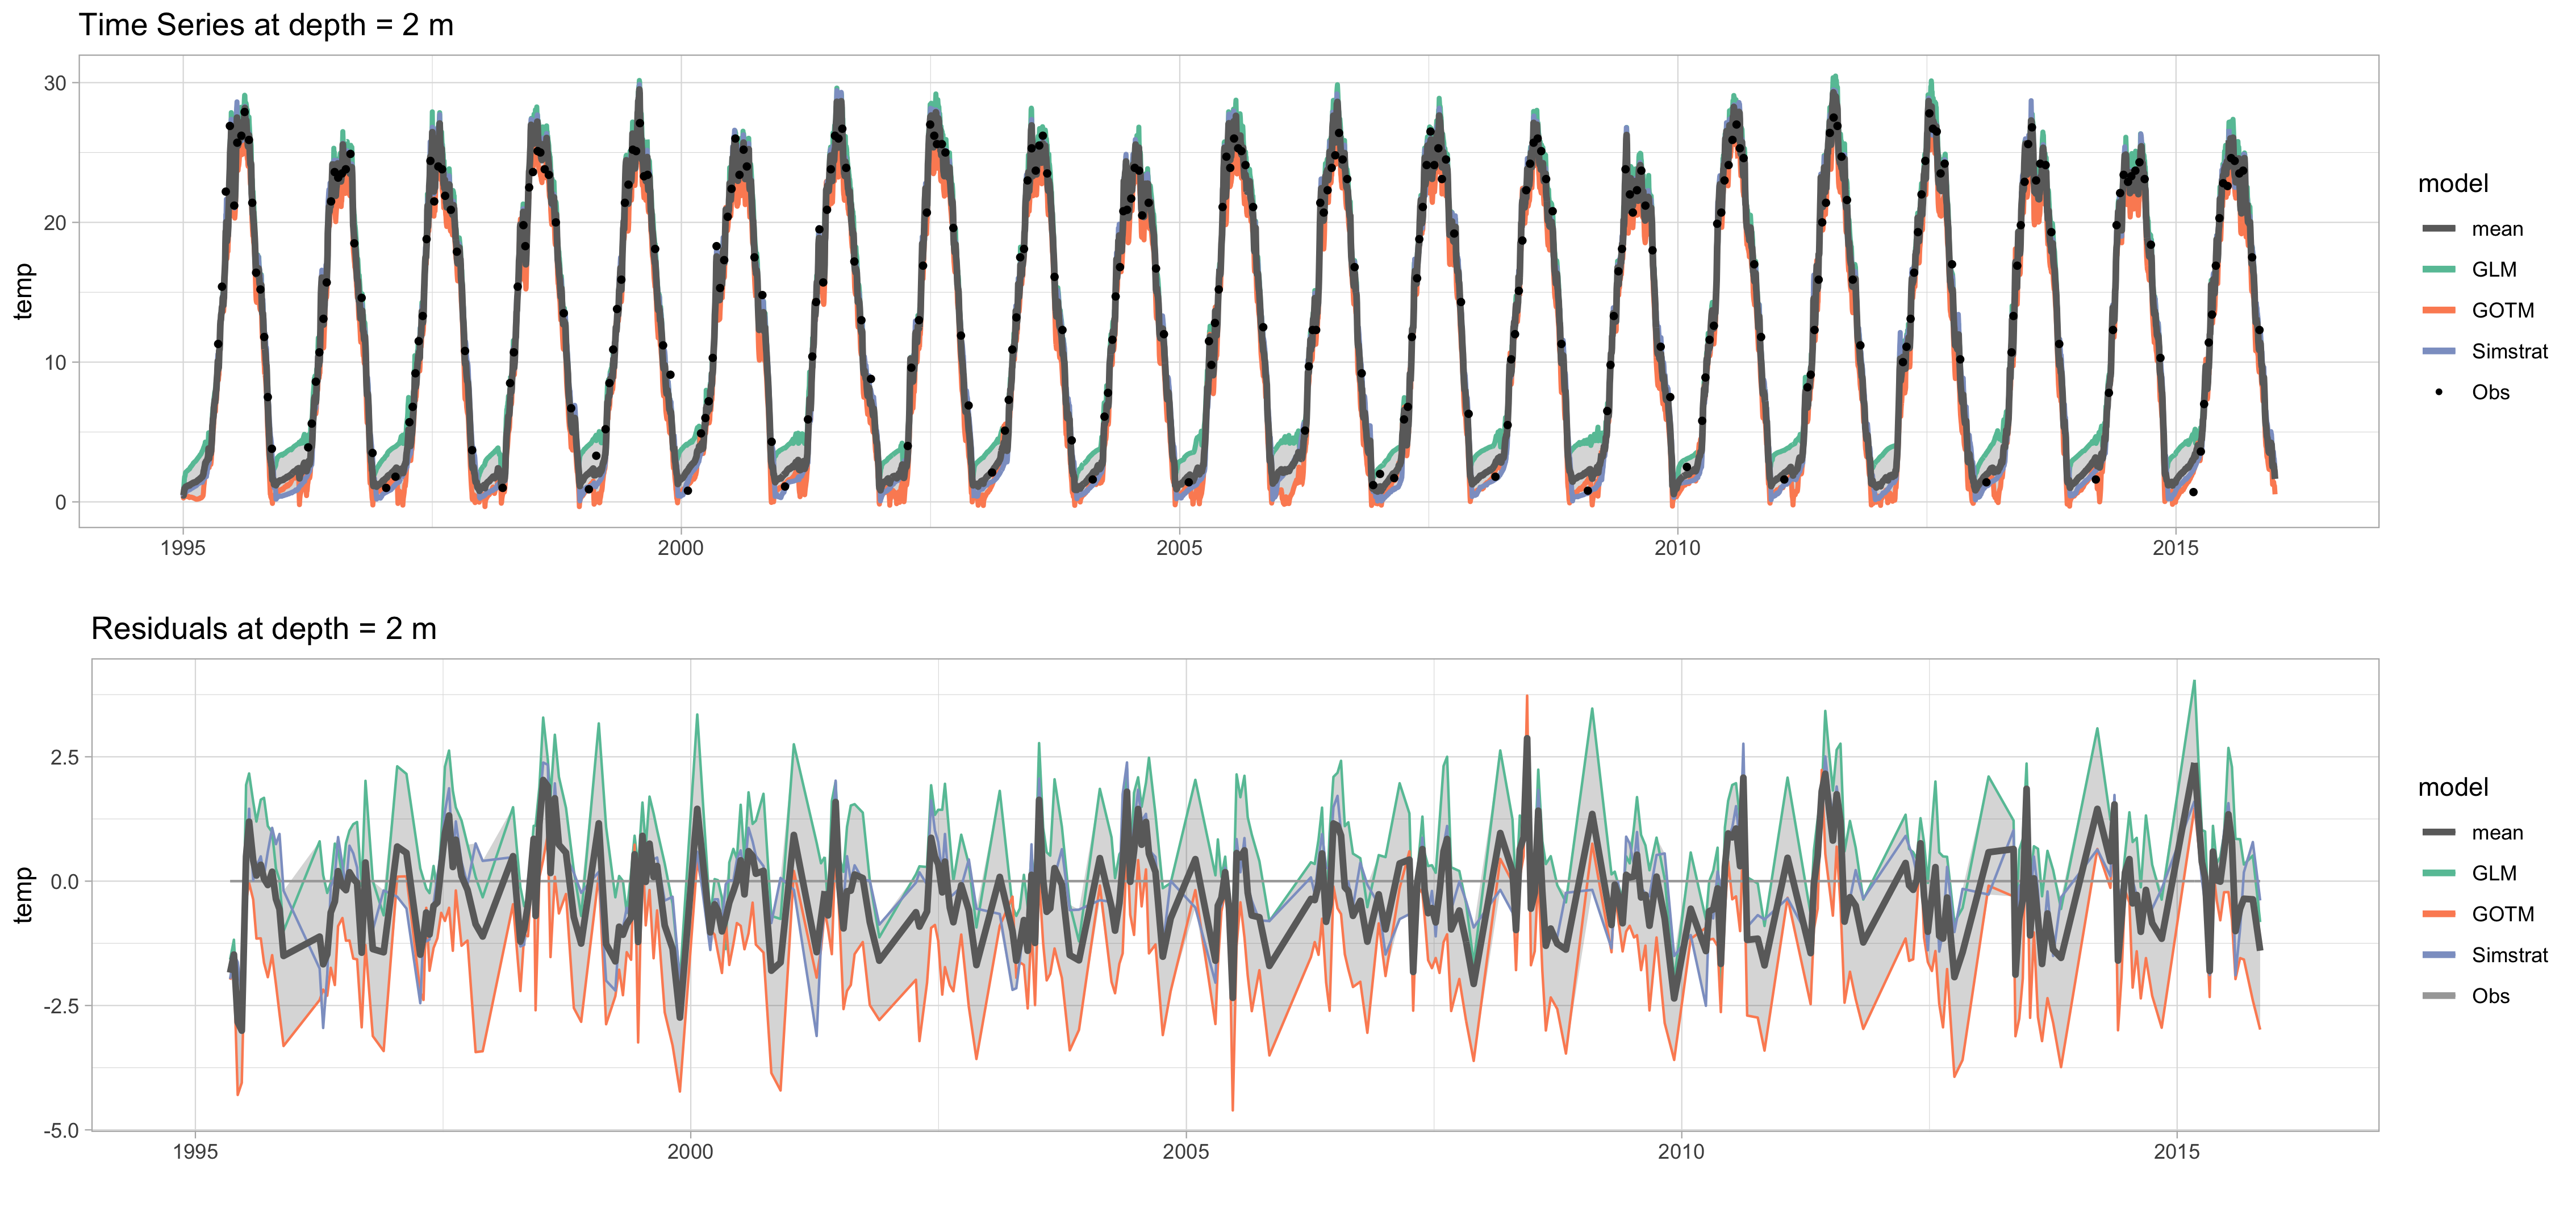 Time Series at depth = 2 m
30
20
10
0
temp
1995
2000
2005
2010
2015
model
mean
GLM
GOTM
Simstrat
Obs
Residuals at depth = 2 m
2.5
0.0
-2.5
-5.0
temp
1995
2000
2005
2010
2015
model
mean
GLM
GOTM
Simstrat
Obs